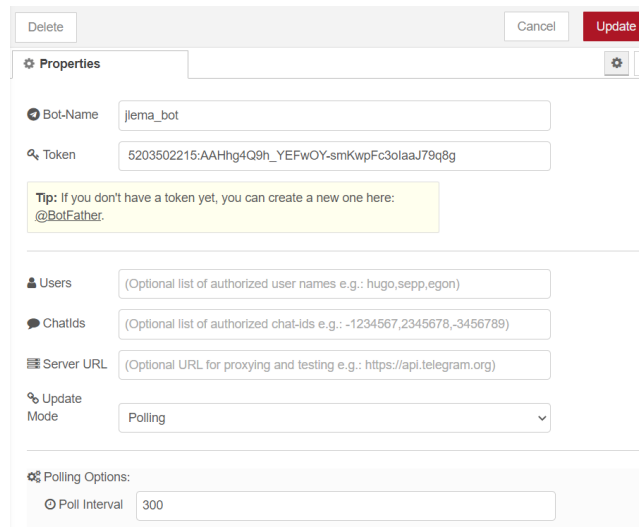 Delete Cancel Update
Properties
Bot-Name jlema_bot
Token 5203502215:AAHhg4Q9h_YEFwOY-smKwpFc3oIaaJ79q8g
Tip: If you don't have a token yet, you can create a new one here:
@BotFather.
Users (Optional list of authorized user names e.g.: hugo,sepp,egon)
ChatIds (Optional list of authorized chat-ids e.g.: -1234567,2345678,-3456789)
Server URL (Optional URL for proxying and testing e.g.: https://api.telegram.org)
Update
Mode Polling
Polling Options:
Poll Interval 300